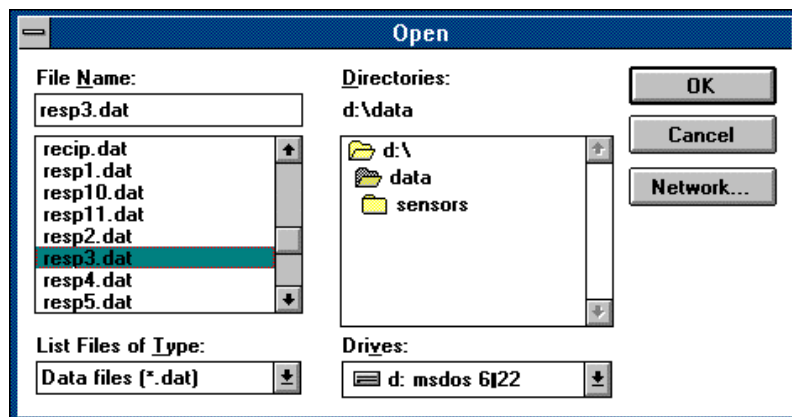 Open
File Name:
resp3.dat
recip.dat
resp1.dat
resp10.dat
resp11.dat
resp2.dat
resp3.dat
resp4.dat
resp5.dat
List Files of Type:
Data files (*.dat)
Directories:
d:\data
d:\
data
sensors
Drives:
d: msdos 6|22
OK
Cancel
Network...